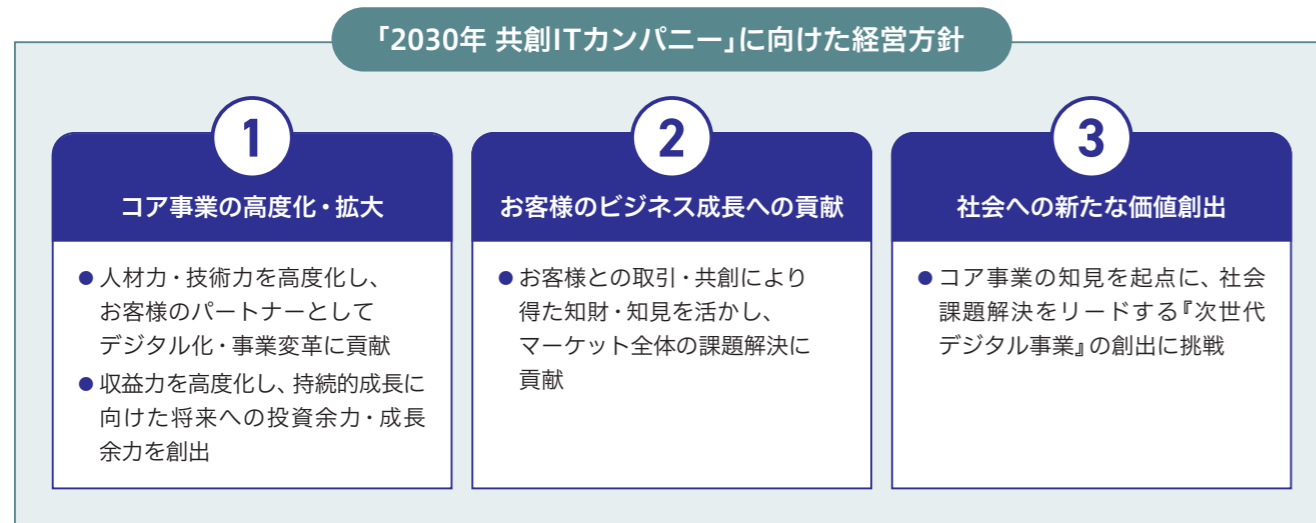 「2030年 共創ITカンパニー」に向けた経営方針
1
コア事業の高度化・拡大
● 人材力・技術力を高度化し、
お客様のパートナーとして
デジタル化・事業変革に貢献
● 収益力を高度化し、持続的成長に
向けた将来への投資余力・成長
余力を創出
2
お客様のビジネス成長への貢献
● お客様との取引・共創により
得た知財・知見を活かし、
マーケット全体の課題解決に
貢献
3
社会への新たな価値創出
● コア事業の知見を起点に、社会
課題解決をリードする『次世代
デジタル事業』の創出に挑戦